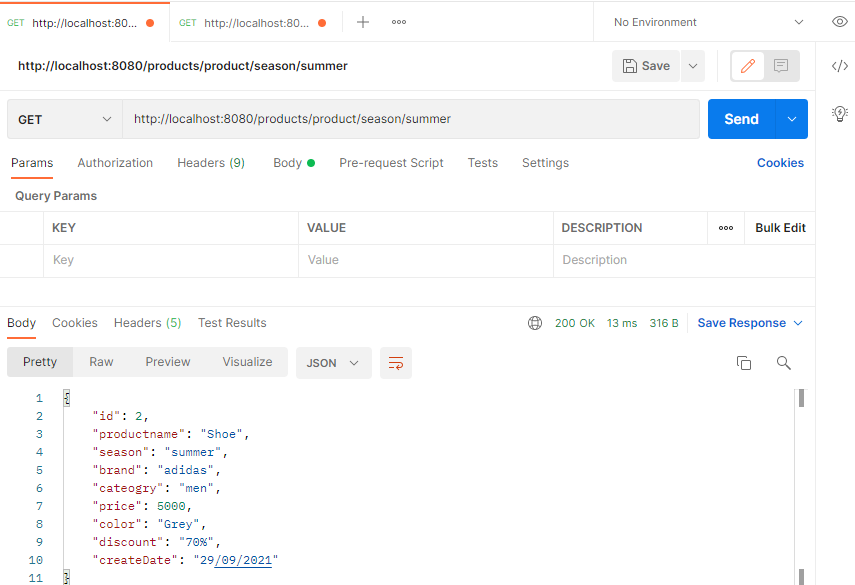 GET http://localhost:80... GET http://localhost:80... No Environment
http://localhost:8080/products/product/season/summer Save
GET http://localhost:8080/products/product/season/summer Send
Params Authorization Headers (9) Body Pre-request Script Tests Settings Cookies
Query Params
KEY VALUE DESCRIPTION Bulk Edit
Key Value Description
Body Cookies Headers (5) Test Results 200 OK 13 ms 316 B Save Response
Pretty Raw Preview Visualize JSON
1 {
2 "id": 2,
3 "productname": "Shoe",
4 "season": "summer",
5 "brand": "adidas",
6 "cateogry": "men",
7 "price": 5000,
8 "color": "Grey",
9 "discount": "70%",
10 "createDate": "29/09/2021"
11 }